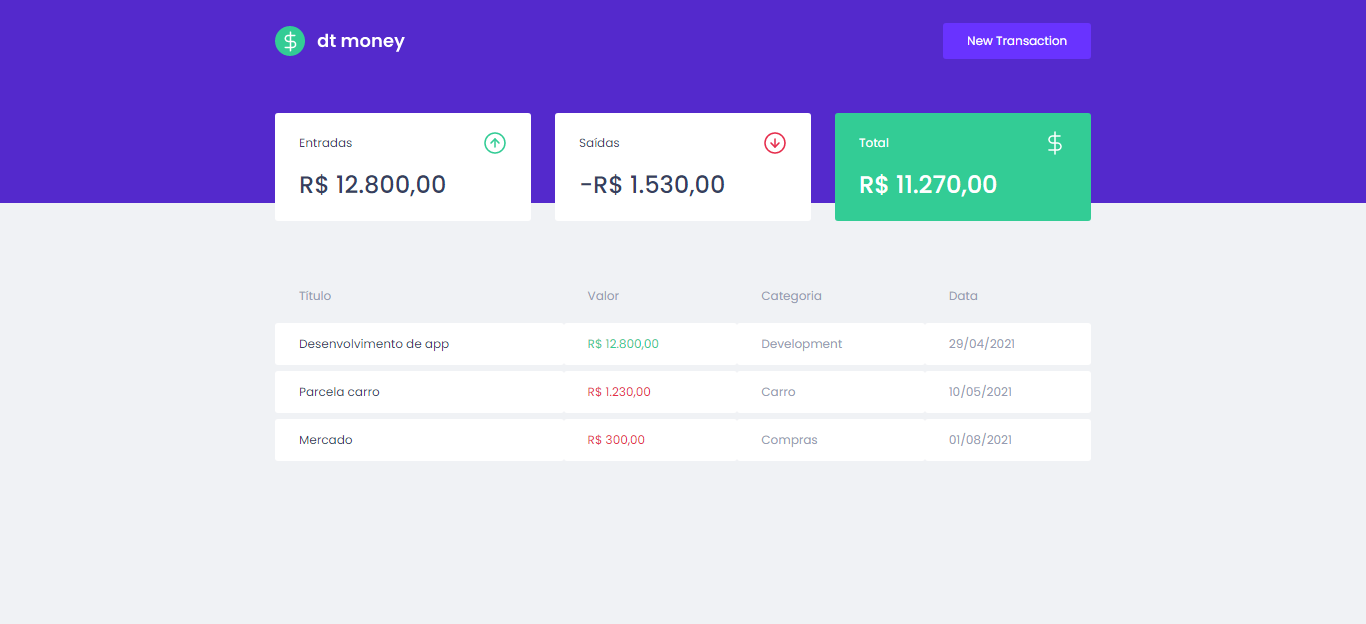 dt money
New Transaction
Entradas
R$ 12.800,00
Saídas
-R$ 1.530,00
Total
R$ 11.270,00
Título Valor Categoria Data
Desenvolvimento de app R$ 12.800,00 Development 29/04/2021
Parcela carro R$ 1.230,00 Carro 10/05/2021
Mercado R$ 300,00 Compras 01/08/2021